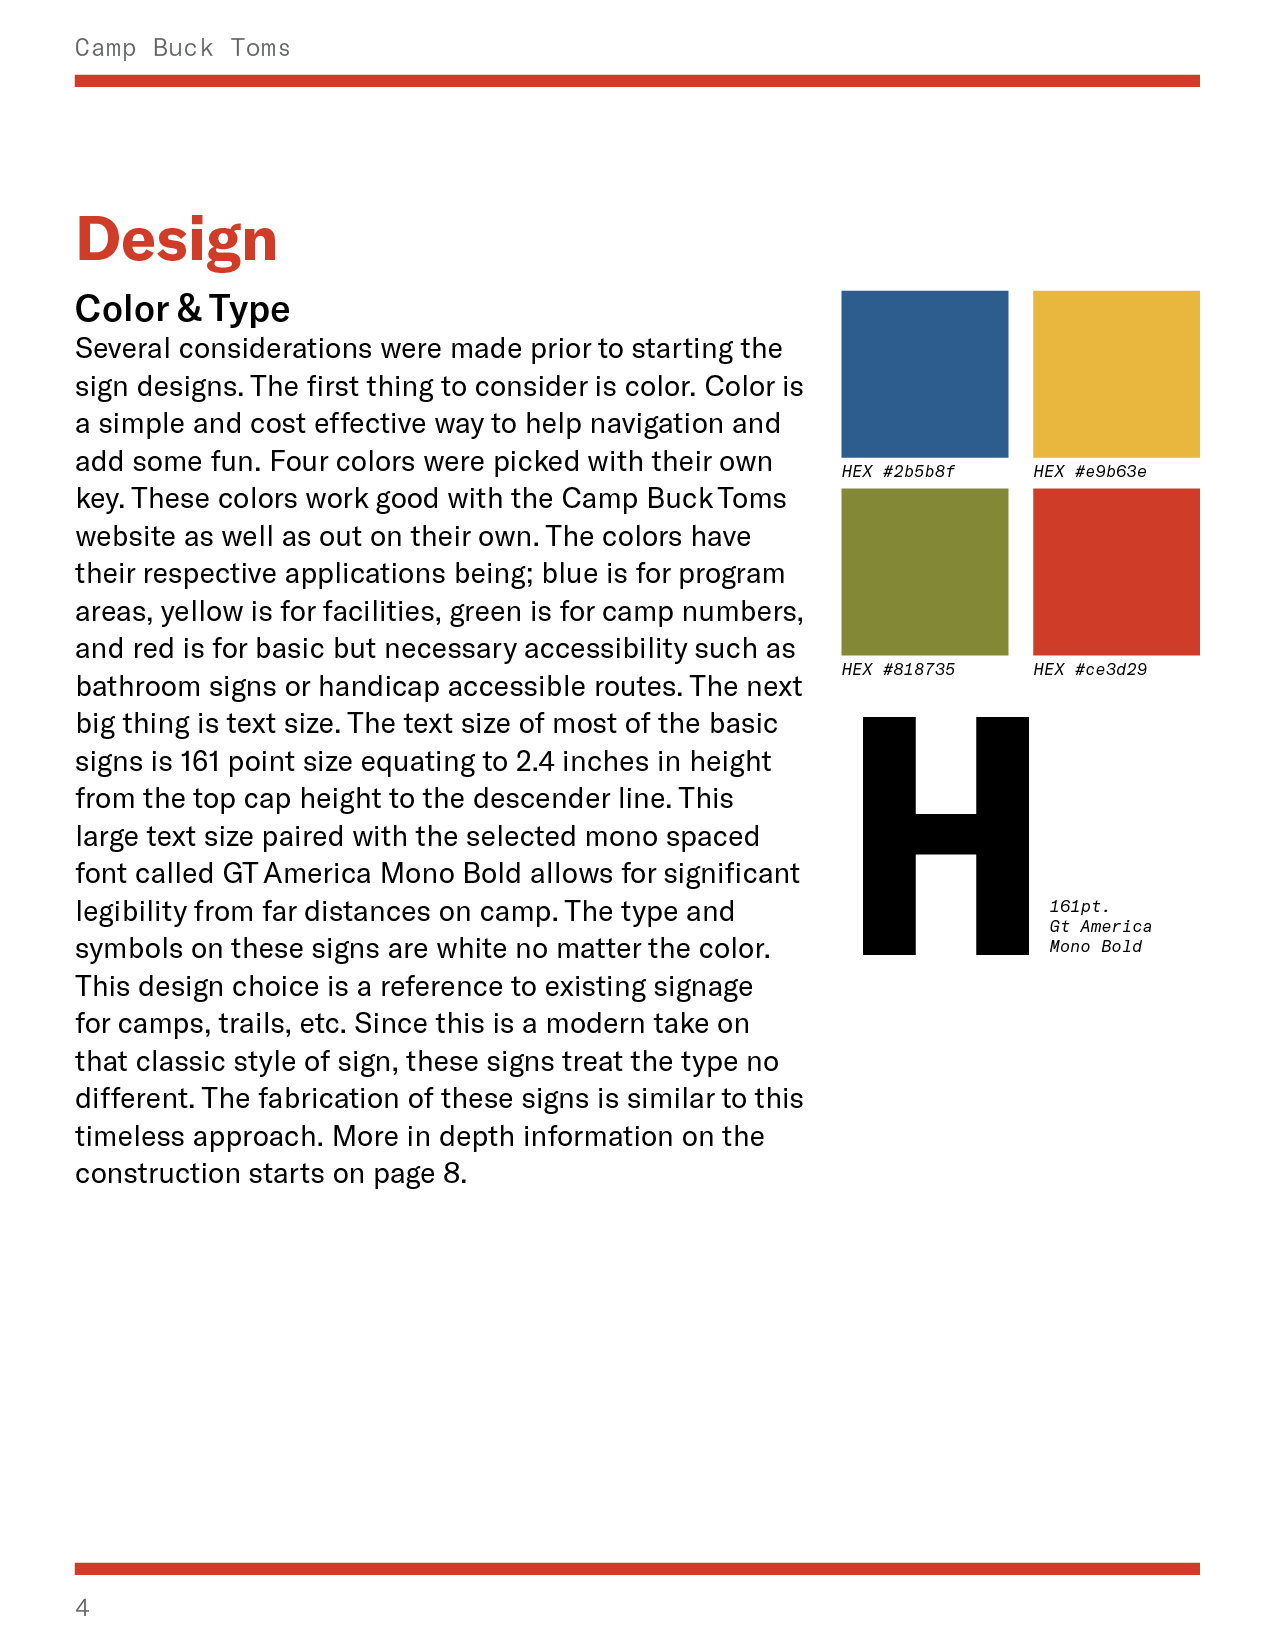 Camp Buck Toms
Design
Color & Type
Several considerations were made prior to starting the
sign designs. The first thing to consider is color. Color is
a simple and cost effective way to help navigation and
add some fun. Four colors were picked with their own
key. These colors work good with the Camp Buck Toms
website as well as out on their own. The colors have
their respective applications being; blue is for program
areas, yellow is for facilities, green is for camp numbers,
and red is for basic but necessary accessibility such as
bathroom signs or handicap accessible routes. The next
big thing is text size. The text size of most of the basic
signs is 161 point size equating to 2.4 inches in height
from the top cap height to the descender line. This
large text size paired with the selected mono spaced
font called GT America Mono Bold allows for significant
legibility from far distances on camp. The type and
symbols on these signs are white no matter the color.
This design choice is a reference to existing signage
for camps, trails, etc. Since this is a modern take on
that classic style of sign, these signs treat the type no
different. The fabrication of these signs is similar to this
timeless approach. More in depth information on the
construction starts on page 8.
HEX #2b5b8f
HEX #e9b63e
HEX #818735
HEX #ce3d29
H
161pt.
Gt America
Mono Bold
4